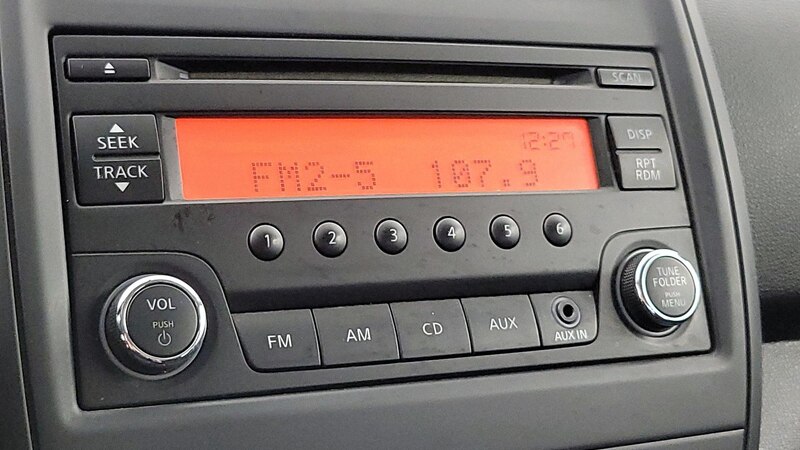 ⏏ SCAN
▲
SEEK
TRACK
▼
12:27
FM2-5 107.9
DISP
RPT
RDM
1 2 3 4 5 6
VOL
PUSH
FM AM CD AUX AUX IN
TUNE
FOLDER
PUSH
MENU